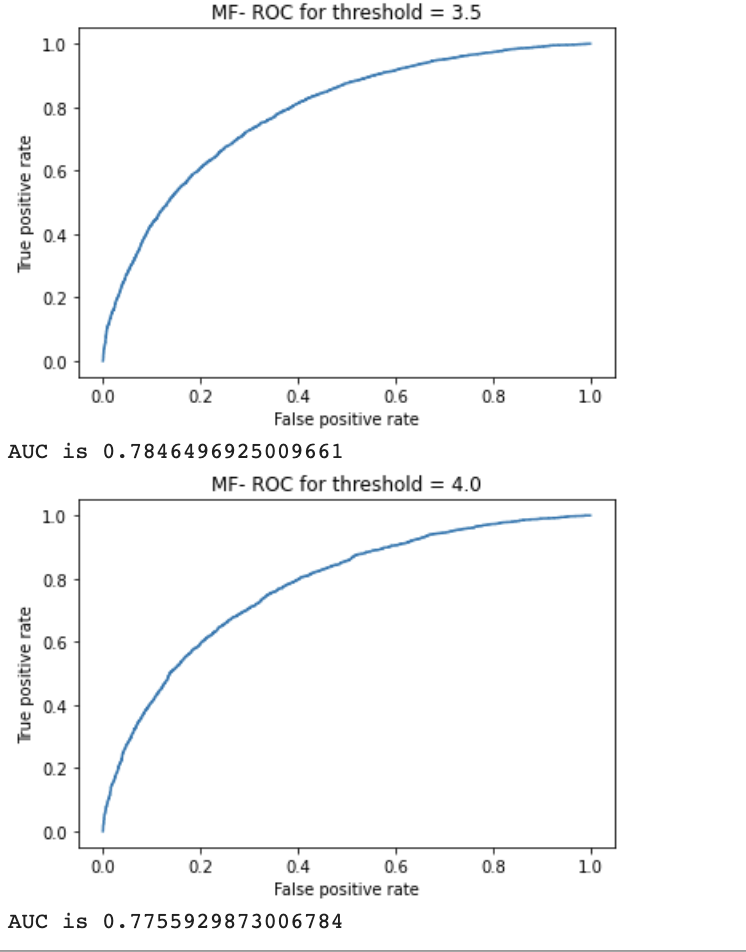 MF- ROC for threshold = 3.5
1.0
0.8
0.6
0.4
0.2
0.0
True positive rate
0.0 0.2 0.4 0.6 0.8 1.0
False positive rate
AUC is 0.7846496925009661
MF- ROC for threshold = 4.0
1.0
0.8
0.6
0.4
0.2
0.0
True positive rate
0.0 0.2 0.4 0.6 0.8 1.0
False positive rate
AUC is 0.7755929873006784